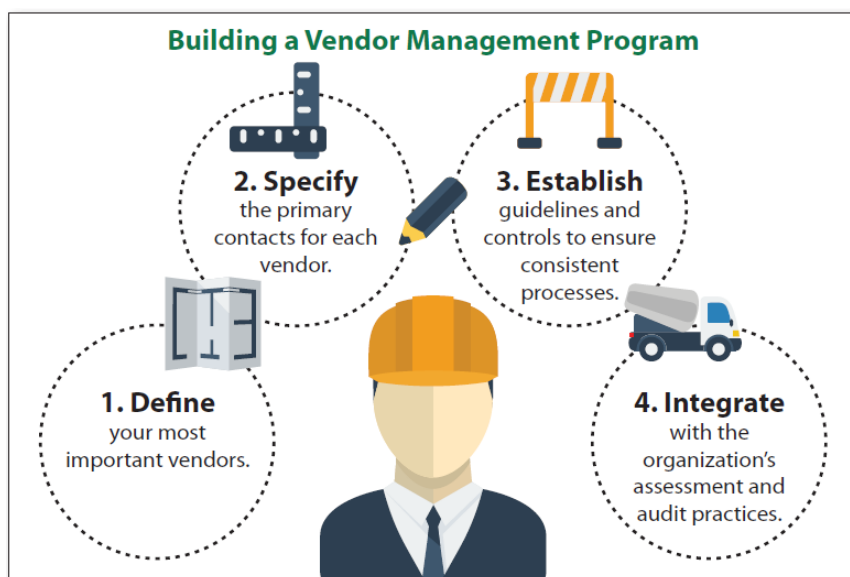 Building a Vendor Management Program
2. Specify
the primary
contacts for each
vendor.
3. Establish
guidelines and
controls to ensure
consistent
processes.
1. Define
your most
important vendors.
4. Integrate
with the
organization’s
assessment and
audit practices.